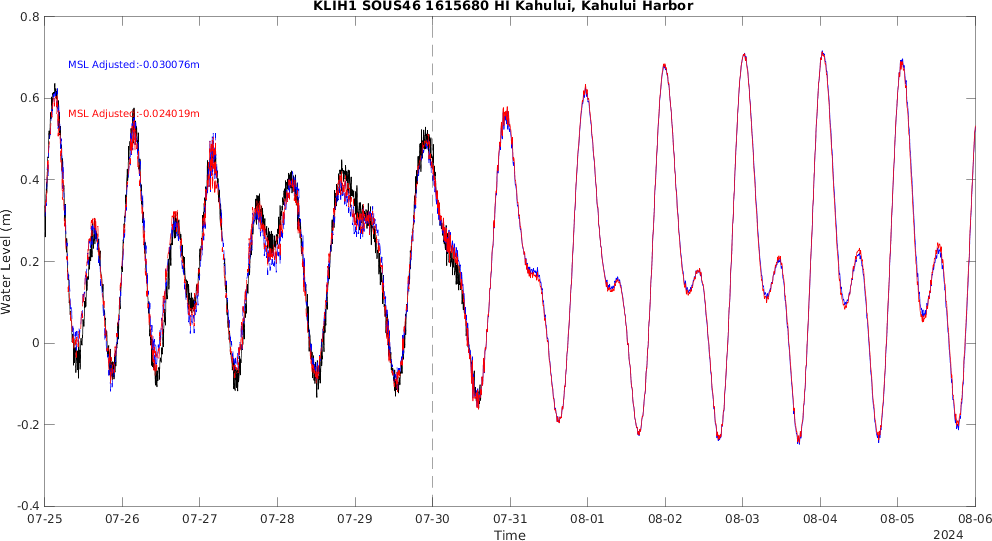 KLIH1 SOUS46 1615680 HI Kahului, Kahului Harbor
0.8
MSL Adjusted:-0.030076m
0.6
MSL Adjusted:-0.024019m
0.4
0.2
0
-0.2
-0.4
Water Level (m)
07-25 07-26 07-27 07-28 07-29 07-30 07-31 08-01 08-02 08-03 08-04 08-05 08-06
Time
2024